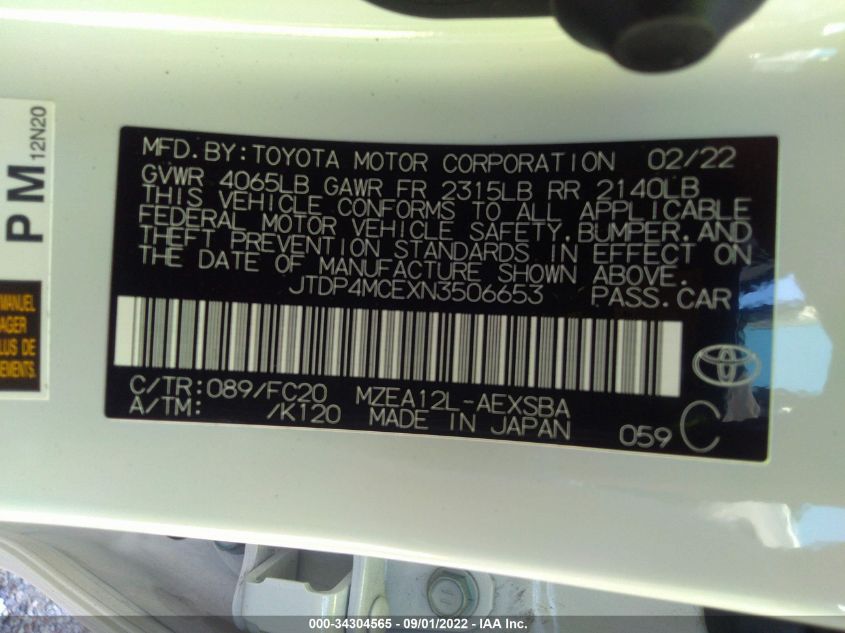 PM 12N20
MANUEL
LUS DE
MFD.BY:TOYOTA MOTOR CORPORATION 02/22
GVWR 4065LB GAWR FR 2315LB RR 2140LB
THIS VEHICLE CONFORMS TO ALL APPLICABLE
FEDERAL MOTOR VEHICLE SAFETY,BUMPER,AND
THEFT PREVENTION STANDARDS IN EFFECT ON
THE DATE OF MANUFACTURE SHOWN ABOVE.
JTDP4MCEXN3506653 PASS.CAR
C/TR:089/FC20 MZEA12L-AEXSBA
A/TM: /K120 MADE IN JAPAN 059 C
000-34304565 - 09/01/2022 - IAA Inc.